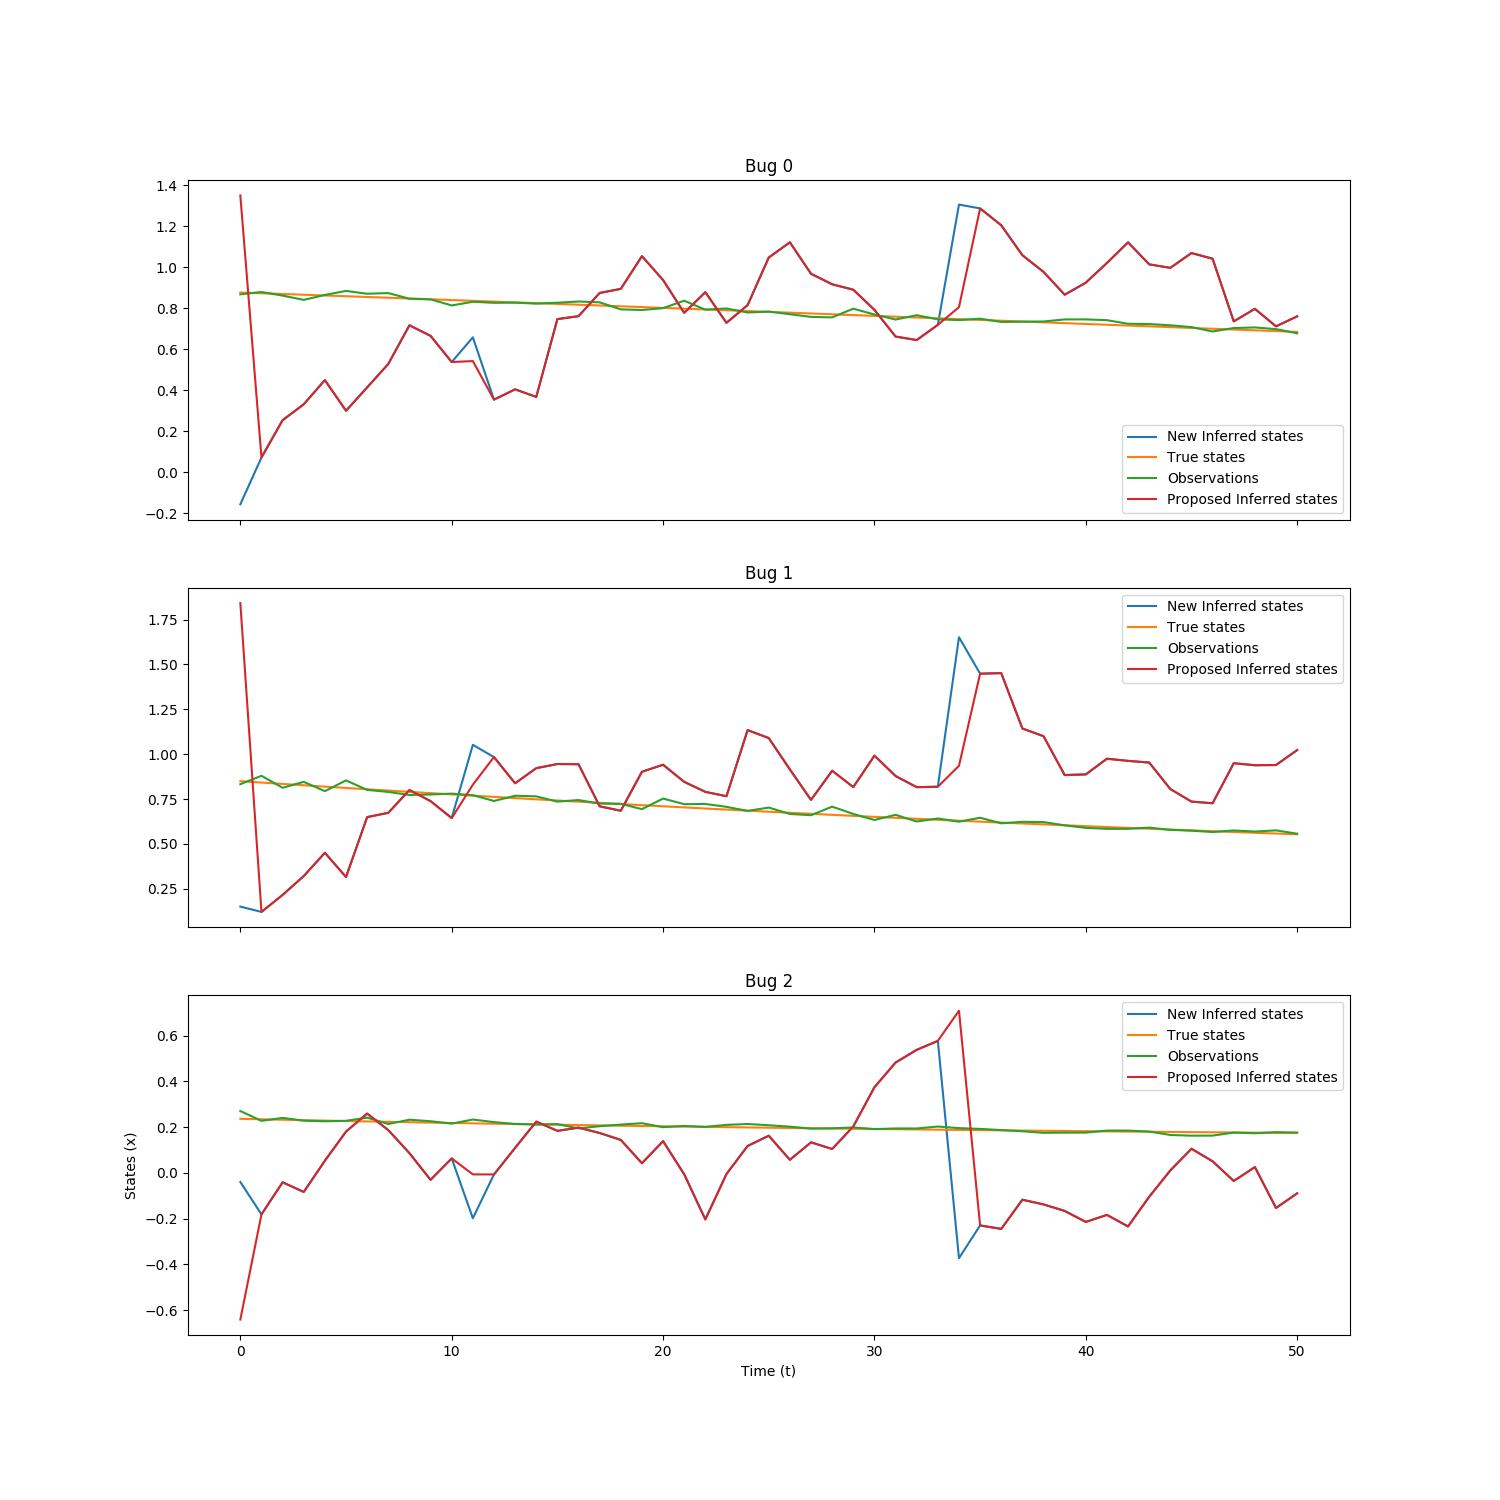 Bug 0
1.4
1.2
1.0
0.8
0.6
0.4
0.2
0.0
−0.2
New Inferred states
True states
Observations
Proposed Inferred states
Bug 1
1.75
1.50
1.25
1.00
0.75
0.50
0.25
New Inferred states
True states
Observations
Proposed Inferred states
Bug 2
0.6
0.4
0.2
0.0
−0.2
−0.4
−0.6
States (x)
New Inferred states
True states
Observations
Proposed Inferred states
0 10 20 30 40 50
Time (t)